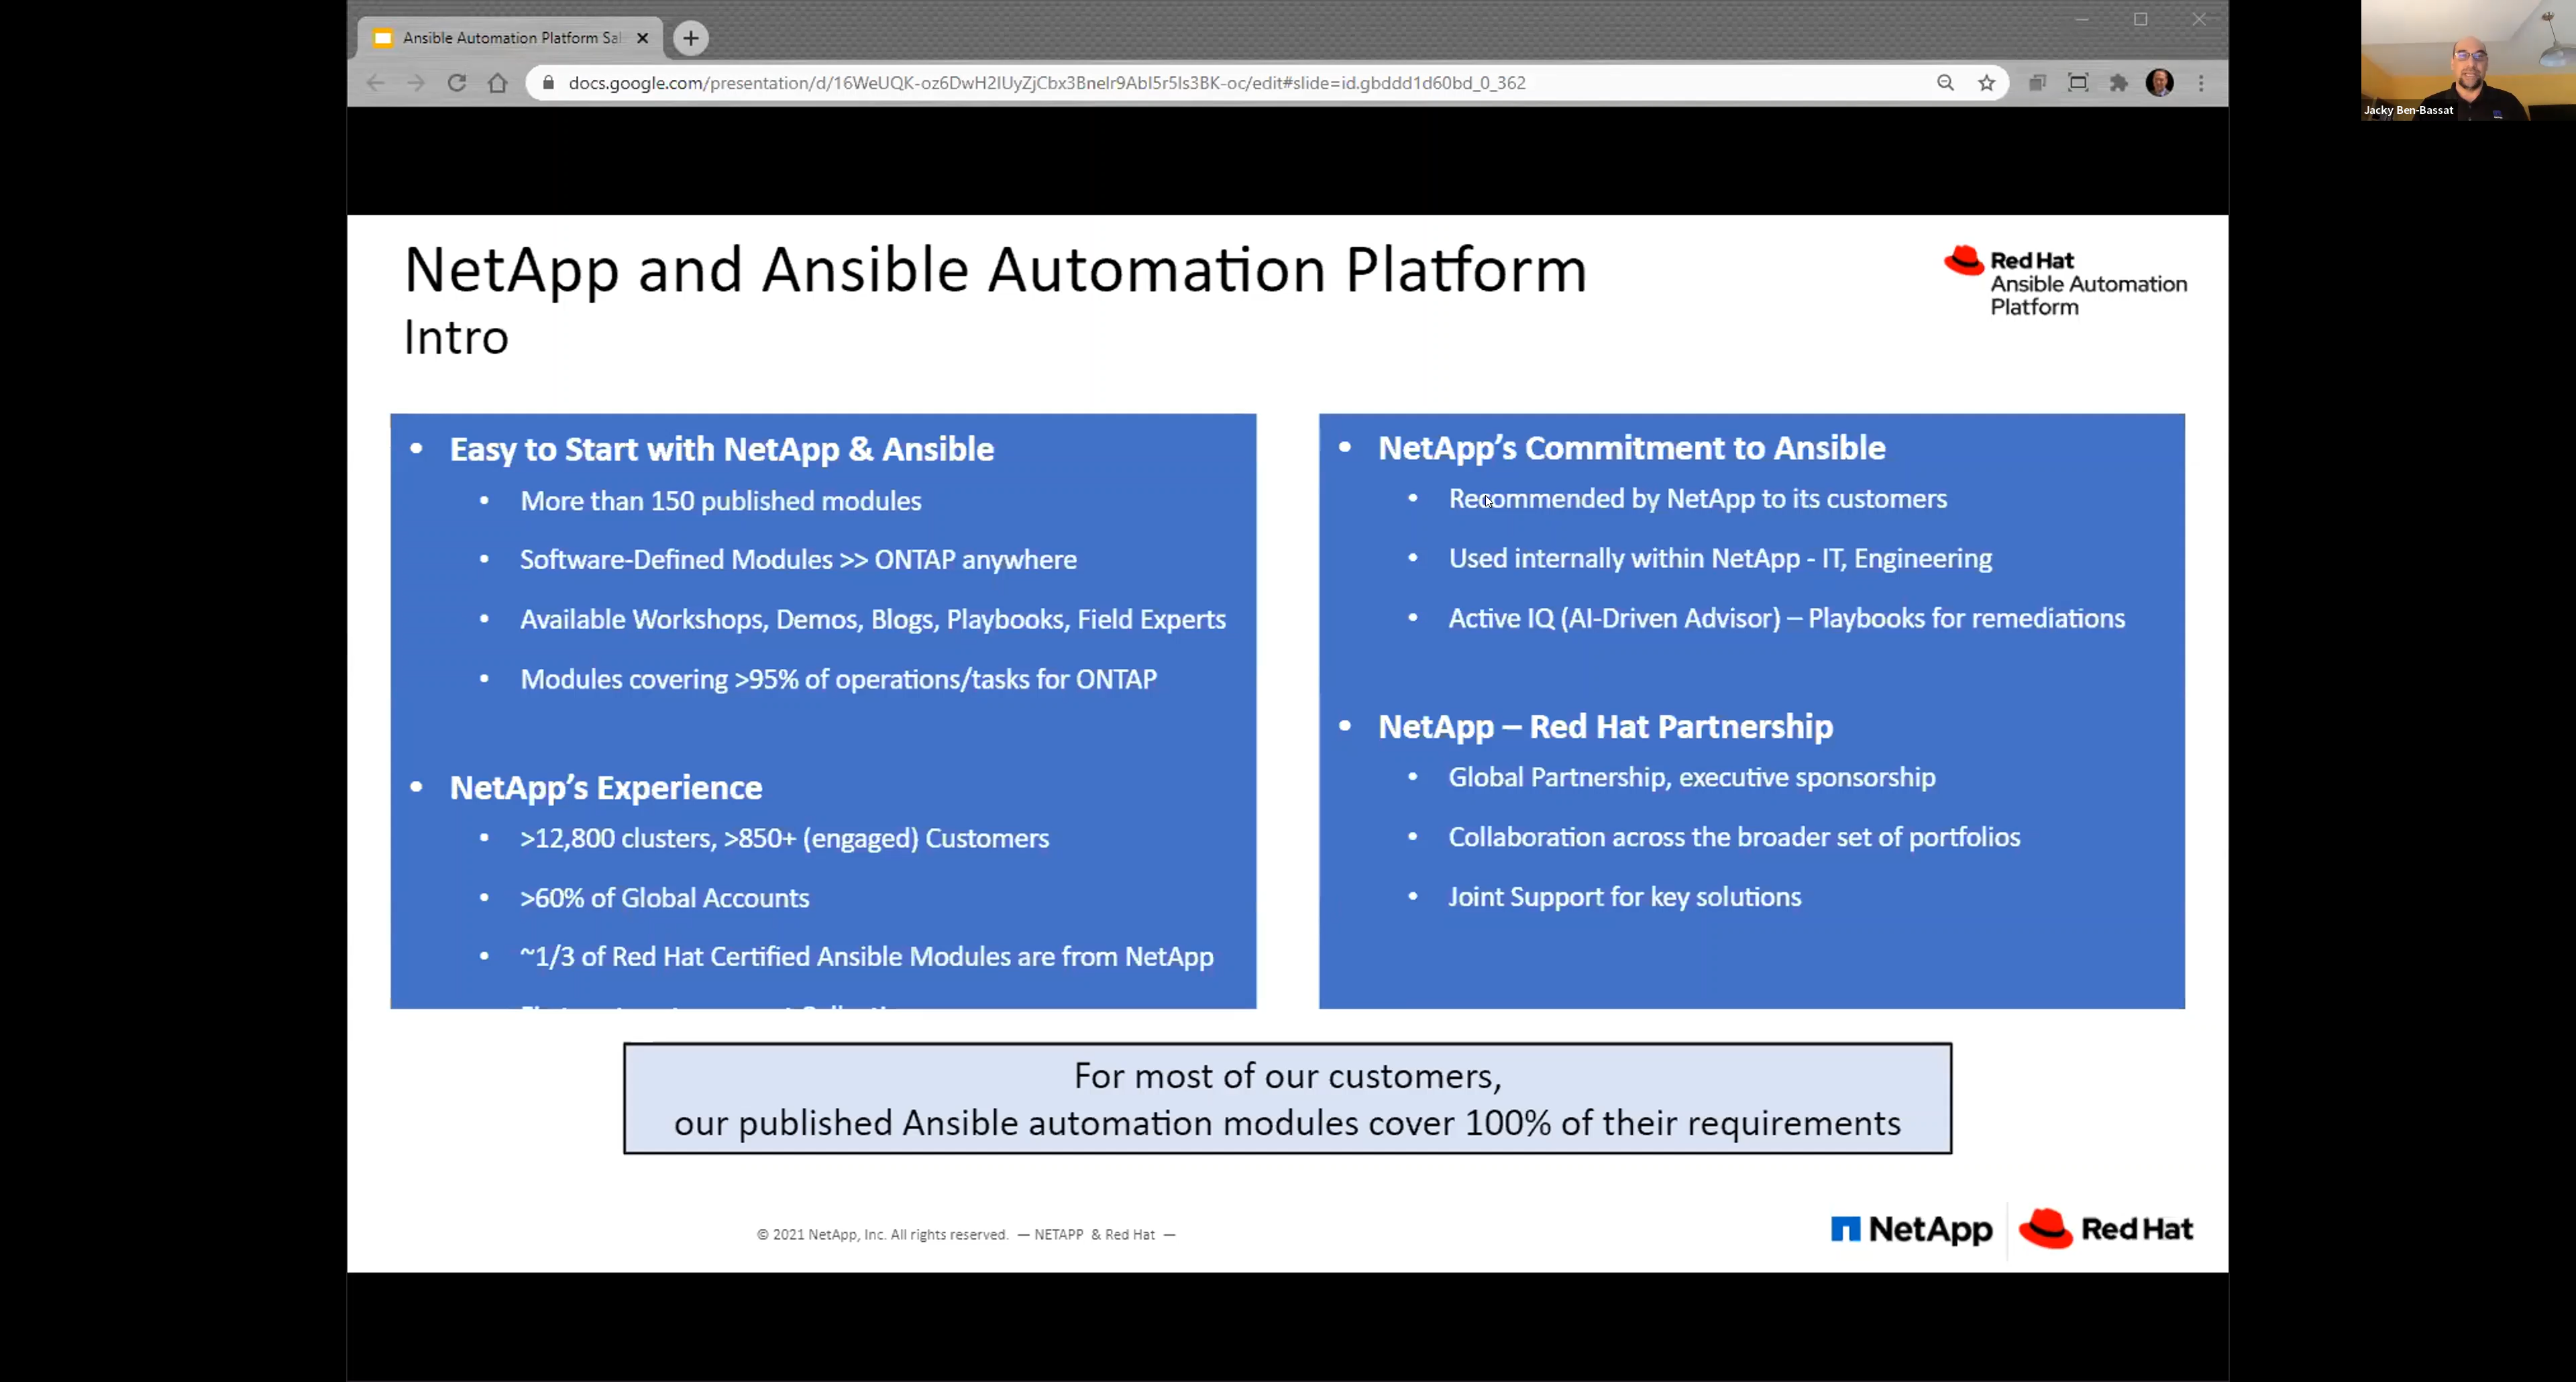 Ansible Automation Platform Sal
docs.google.com/presentation/d/16WeUQK-oz6DwH2IUyZjCbx3BneIr9AbI5r5Is3BK-oc/edit#slide=id.gbddd1d60bd_0_362
Jacky Ben-Bassat
NetApp and Ansible Automation Platform
Intro
Red Hat
Ansible Automation
Platform
• Easy to Start with NetApp & Ansible
• More than 150 published modules
• Software-Defined Modules >> ONTAP anywhere
• Available Workshops, Demos, Blogs, Playbooks, Field Experts
• Modules covering >95% of operations/tasks for ONTAP
• NetApp’s Experience
• >12,800 clusters, >850+ (engaged) Customers
• >60% of Global Accounts
• ~1/3 of Red Hat Certified Ansible Modules are from NetApp
• NetApp’s Commitment to Ansible
• Recommended by NetApp to its customers
• Used internally within NetApp - IT, Engineering
• Active IQ (AI-Driven Advisor) – Playbooks for remediations
• NetApp – Red Hat Partnership
• Global Partnership, executive sponsorship
• Collaboration across the broader set of portfolios
• Joint Support for key solutions
For most of our customers,
our published Ansible automation modules cover 100% of their requirements
© 2021 NetApp, Inc. All rights reserved. — NETAPP & Red Hat —
NetApp
Red Hat